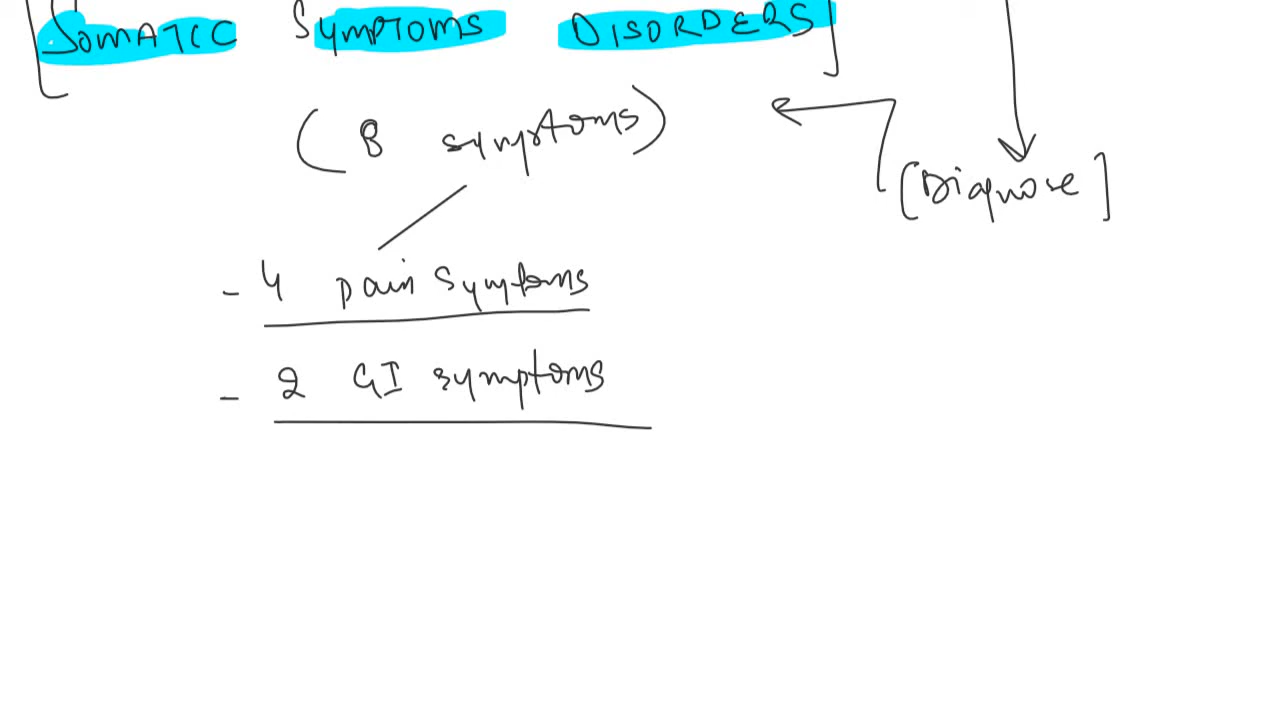 [SOMATIC SYMPTOMS DISORDERS]
(8 symptoms)
[Diagnose]
- 4 pain symptoms
- 2 GI symptoms